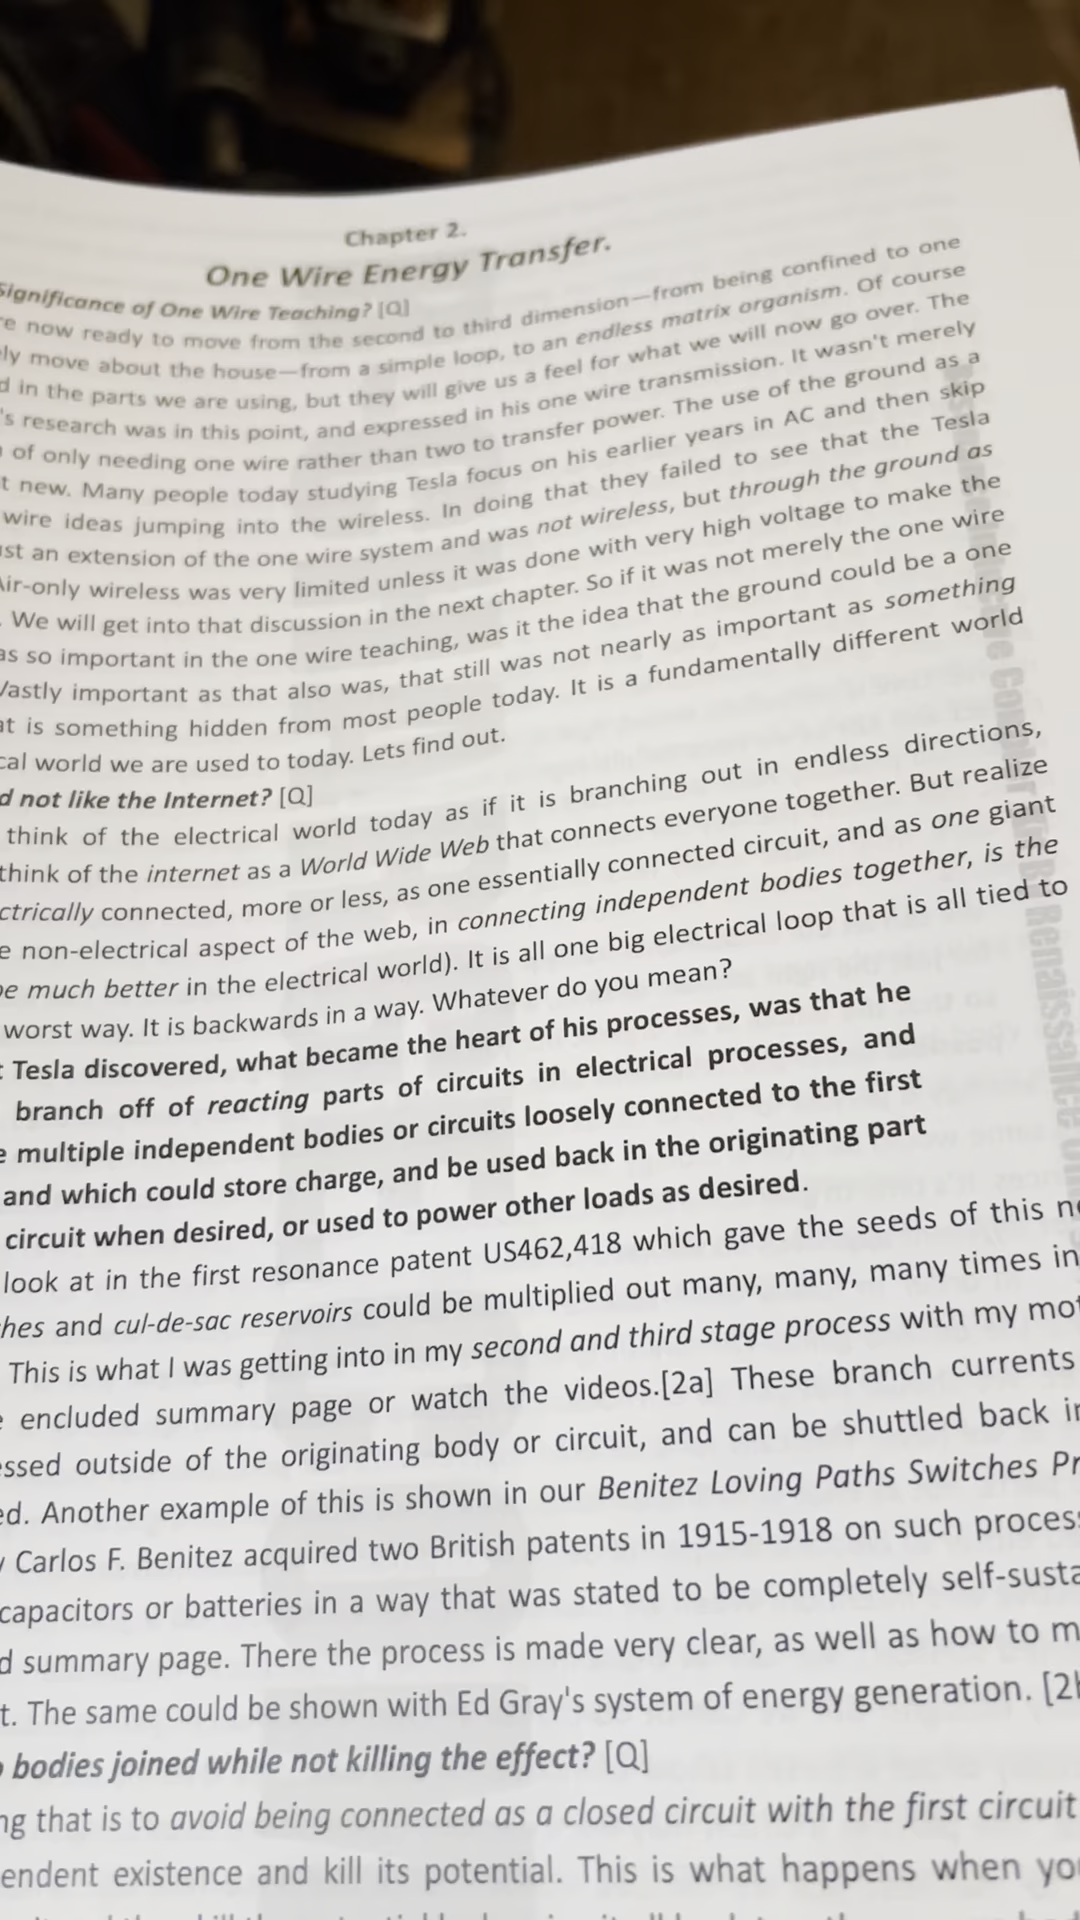 Chapter 2.
One Wire Energy Transfer.
Significance of One Wire Teaching? [Q]
now ready to move from the second to third dimension—from being confined to one
move about the house—from a simple loop, to an endless matrix organism. Of course
in the parts we are using, but they will give us a feel for what we will now go over. The
's research was in this point, and expressed in his one wire transmission. It wasn't merely
of only needing one wire rather than two to transfer power. The use of the ground as a
new. Many people today studying Tesla focus on his earlier years in AC and then skip
wire ideas jumping into the wireless. In doing that they failed to see that the Tesla
an extension of the one wire system and was not wireless, but through the ground as
Air-only wireless was very limited unless it was done with very high voltage to make the
We will get into that discussion in the next chapter. So if it was not merely the one wire
so important in the one wire teaching, was it the idea that the ground could be a one
Vastly important as that also was, that still was not nearly as important as something
is something hidden from most people today. It is a fundamentally different world
world we are used to today. Lets find out.
not like the Internet? [Q]
think of the electrical world today as if it is branching out in endless directions,
think of the internet as a World Wide Web that connects everyone together. But realize
connected, more or less, as one essentially connected circuit, and as one giant
non-electrical aspect of the web, in connecting independent bodies together, is the
much better in the electrical world). It is all one big electrical loop that is all tied to
worst way. It is backwards in a way. Whatever do you mean?
Tesla discovered, what became the heart of his processes, was that he
branch off of reacting parts of circuits in electrical processes, and
multiple independent bodies or circuits loosely connected to the first
and which could store charge, and be used back in the originating part
circuit when desired, or used to power other loads as desired.
look at in the first resonance patent US462,418 which gave the seeds of this
and cul-de-sac reservoirs could be multiplied out many, many, many times in
This is what I was getting into in my second and third stage process with my
encluded summary page or watch the videos.[2a] These branch currents
outside of the originating body or circuit, and can be shuttled back
Another example of this is shown in our Benitez Loving Paths Switches
Carlos F. Benitez acquired two British patents in 1915-1918 on such
capacitors or batteries in a way that was stated to be completely
summary page. There the process is made very clear, as well as how to
The same could be shown with Ed Gray's system of energy generation.
bodies joined while not killing the effect? [Q]
that is to avoid being connected as a closed circuit with the first circuit
existence and kill its potential. This is what happens when